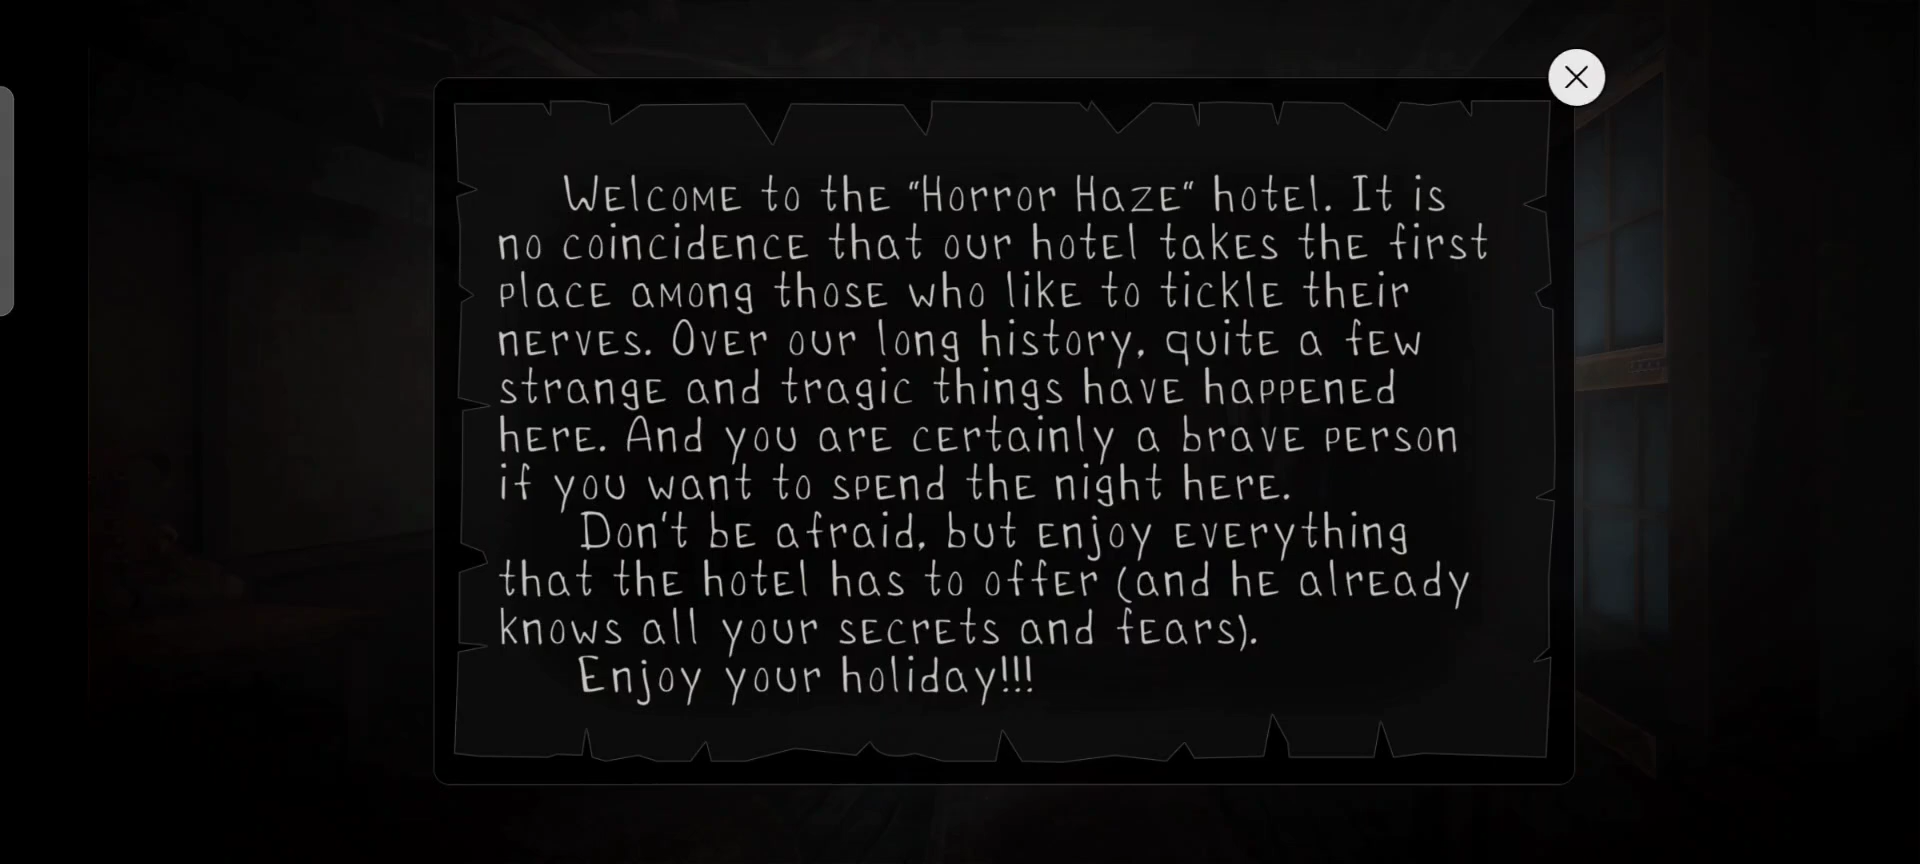 Welcome to the "Horror Haze" hotel. It is
no coincidence that our hotel takes the first
place among those who like to tickle their
nerves. Over our long history, quite a few
strange and tragic things have happened
here. And you are certainly a brave person
if you want to spend the night here.
Don't be afraid, but enjoy everything
that the hotel has to offer (and he already
knows all your secrets and fears).
Enjoy your holiday!!!